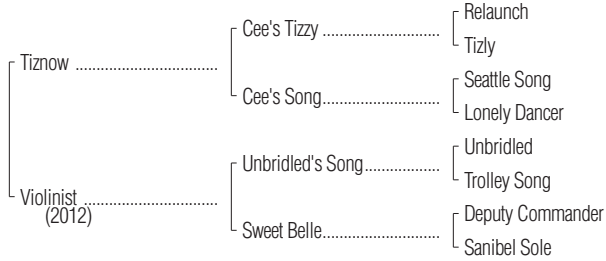 Relaunch
Cee's Tizzy ..............................
Tizly
Tiznow ....................................
Seattle Song
Cee's Song..............................
Lonely Dancer
Unbridled
Unbridled's Song...................
Trolley Song
Violinist ..................................
(2012)
Deputy Commander
Sweet Belle..............................
Sanibel Sole